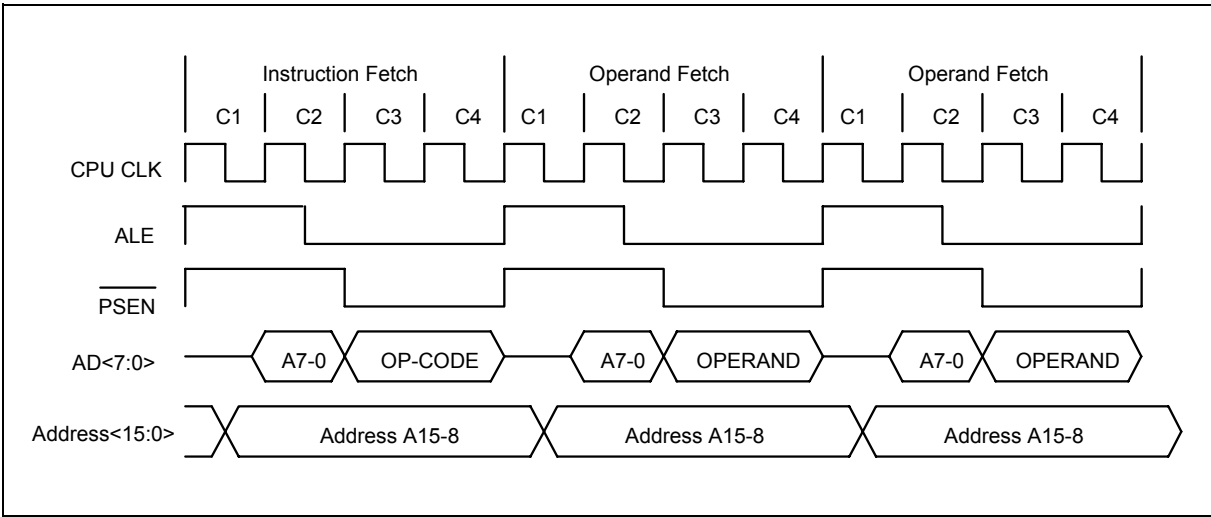 Instruction Fetch Operand Fetch Operand Fetch
C1 C2 C3 C4 C1 C2 C3 C4 C1 C2 C3 C4
CPU CLK
ALE
PSEN
AD<7:0> A7-0 OP-CODE A7-0 OPERAND A7-0 OPERAND
Address<15:0> Address A15-8 Address A15-8 Address A15-8